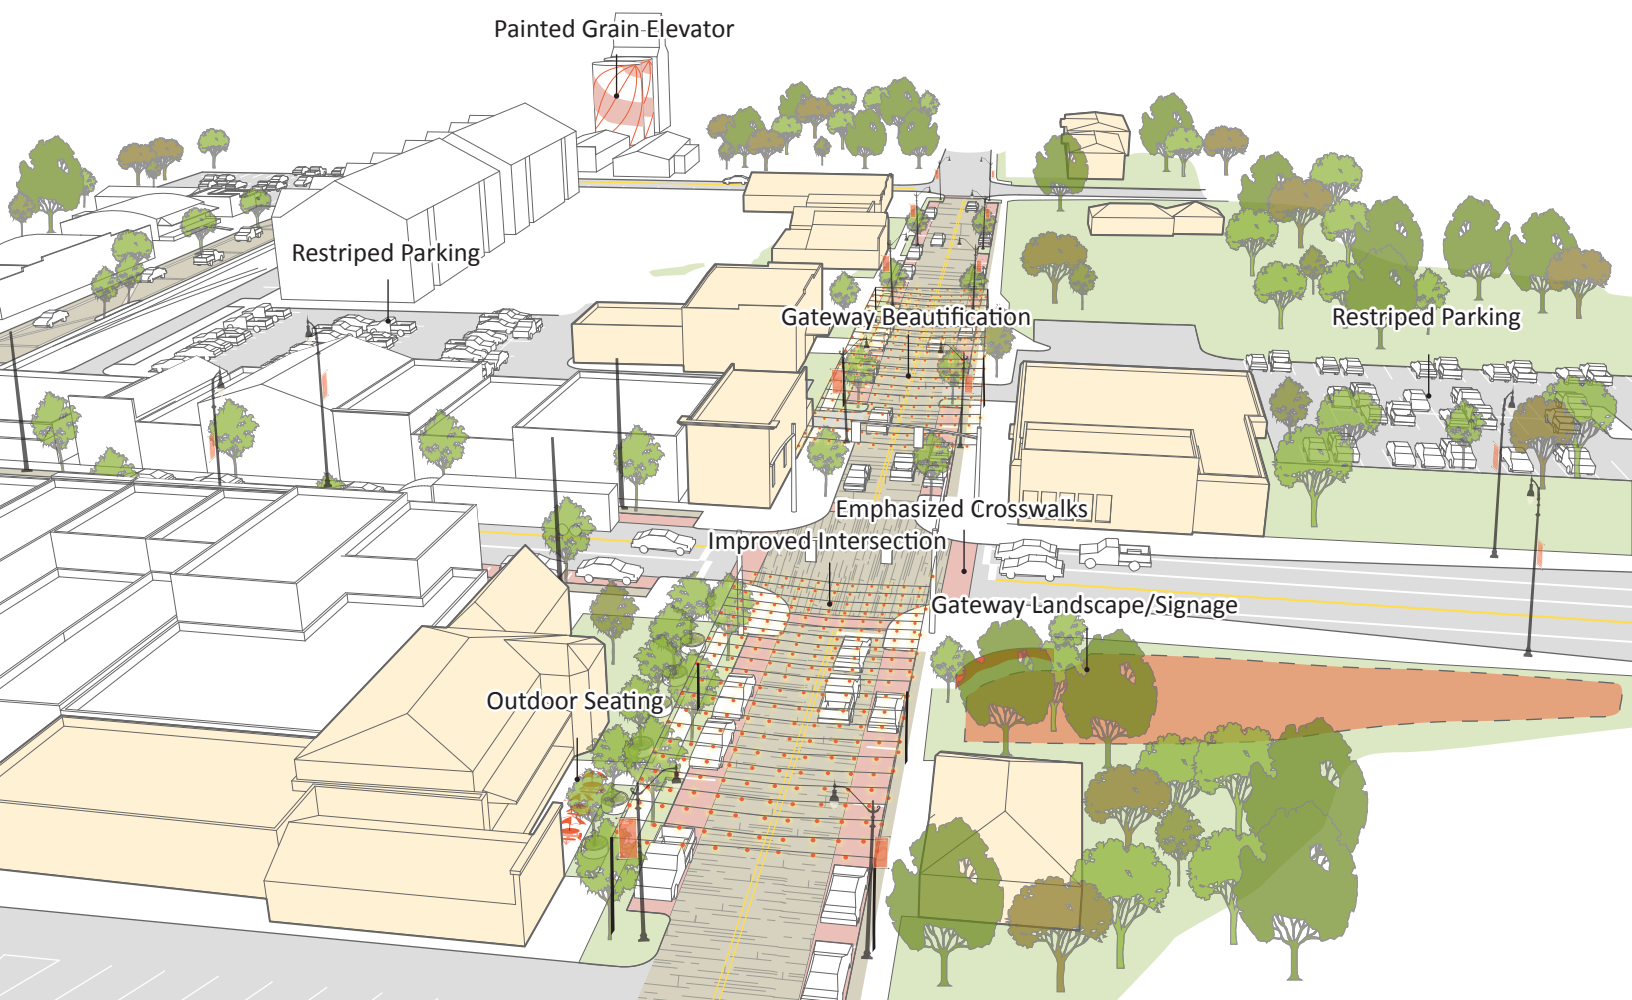 Painted Grain Elevator
Restriped Parking
Gateway Beautification
Restriped Parking
Emphasized Crosswalks
Improved Intersection
Gateway Landscape/Signage
Outdoor Seating